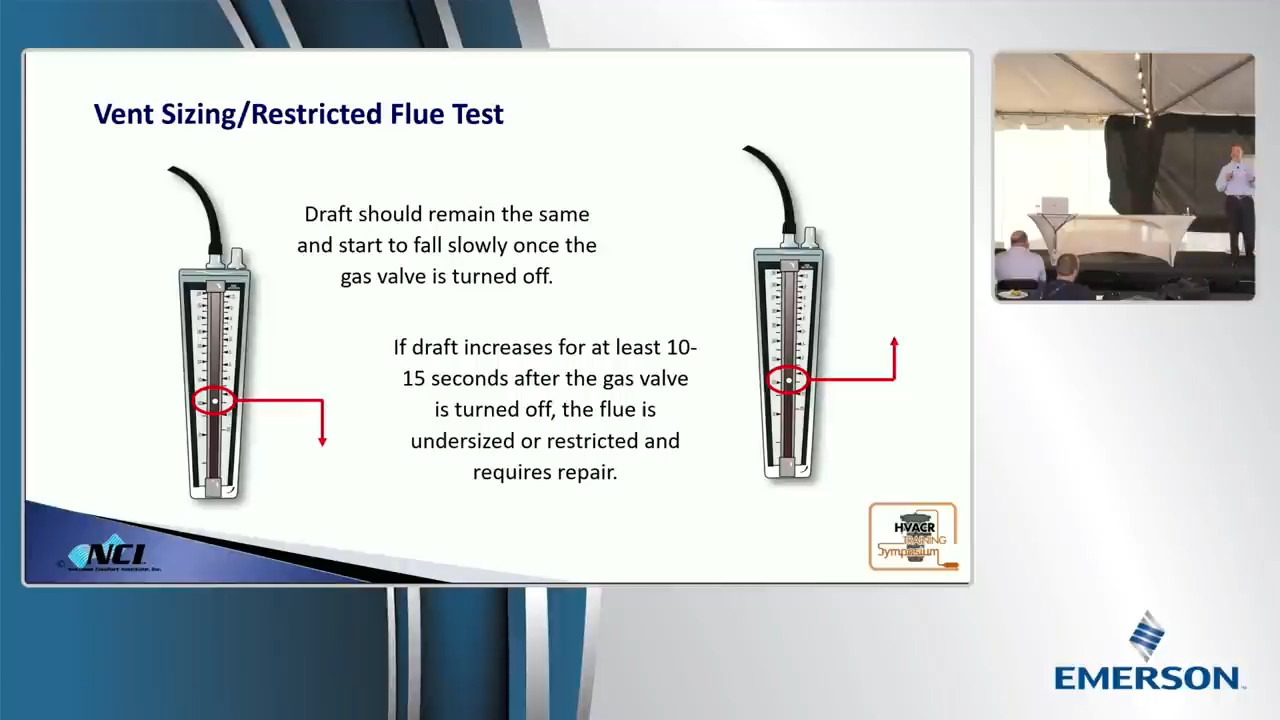 Vent Sizing/Restricted Flue Test
Draft should remain the same
and start to fall slowly once the
gas valve is turned off.
If draft increases for at least 10-
15 seconds after the gas valve
is turned off, the flue is
undersized or restricted and
requires repair.
© NCI
HVACR
TRAINING
Symposium
EMERSON